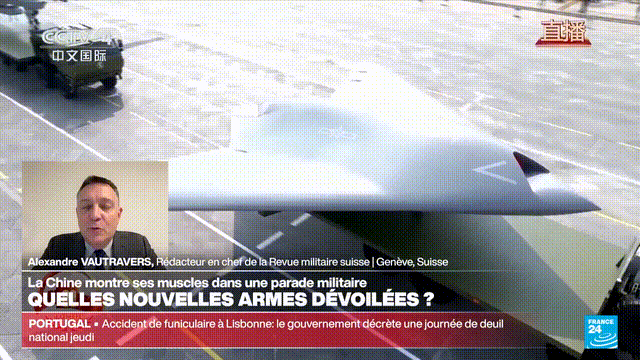 CCTV-4
中文国际
直播
Alexandre VAUTRAVERS, Rédacteur en chef de la Revue militaire suisse | Genève, Suisse
La Chine montre ses muscles dans une parade militaire
QUELLES NOUVELLES ARMES DÉVOILÉES ?
PORTUGAL • Accident de funiculaire à Lisbonne: le gouvernement décrète une journée de deuil
national jeudi
FRANCE
24